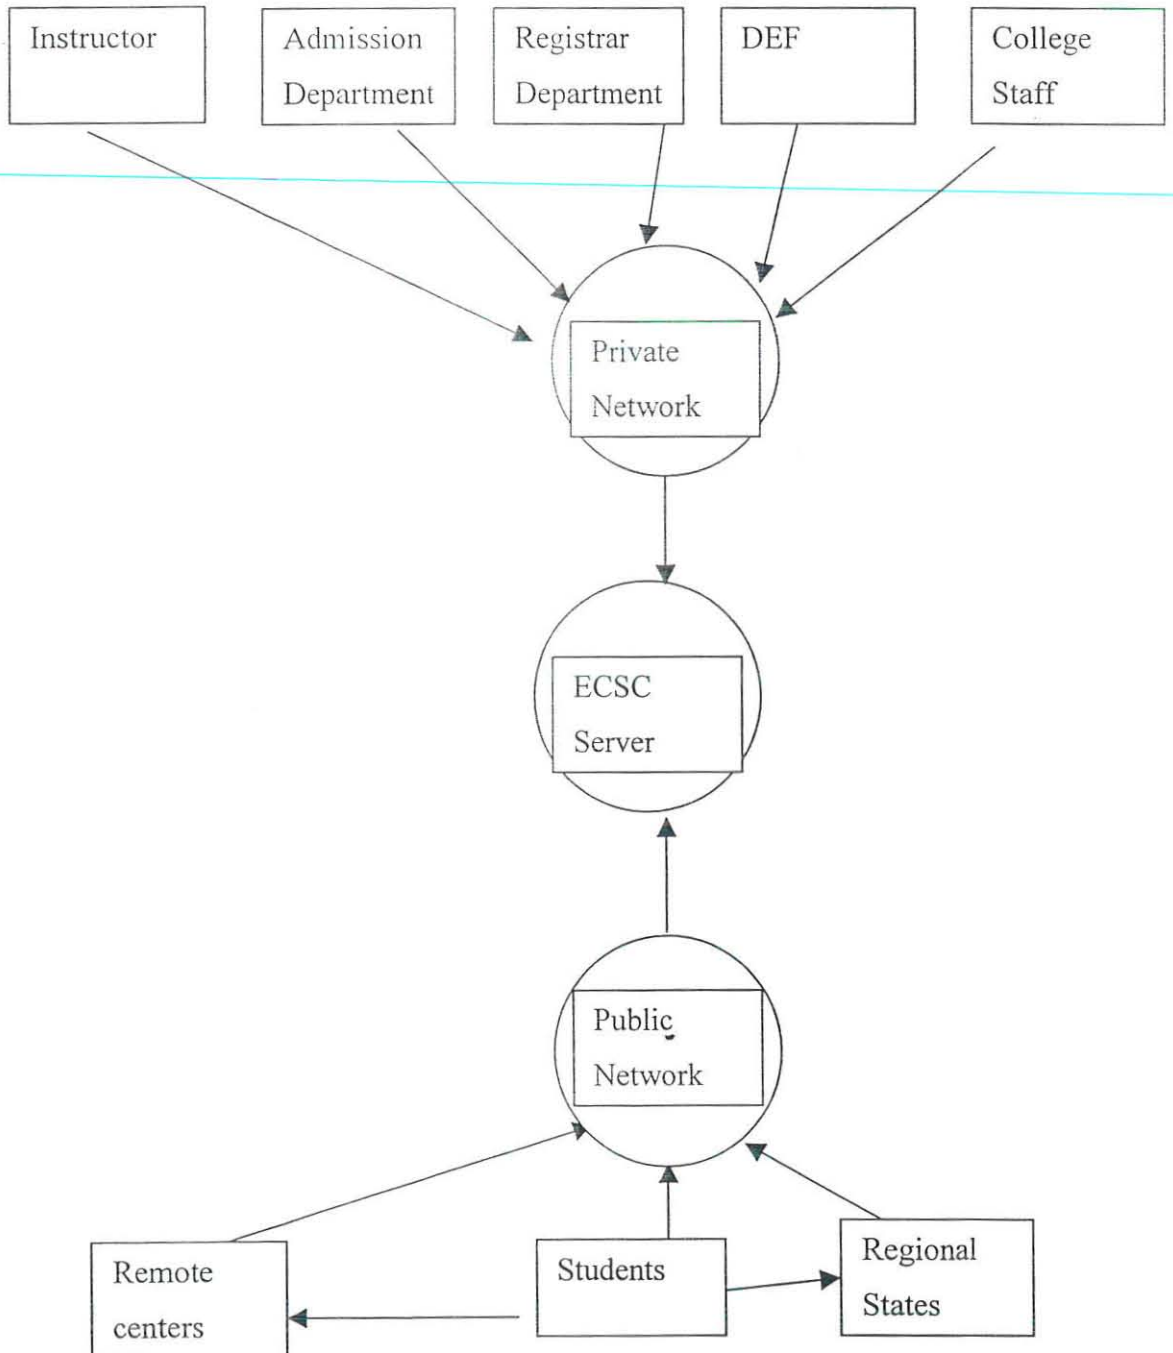 Instructor
Admission
Department
Registrar
Department
DEF
College
Staff
Private
Network
ECSC
Server
Public
Network
Remote
centers
Students
Regional
States